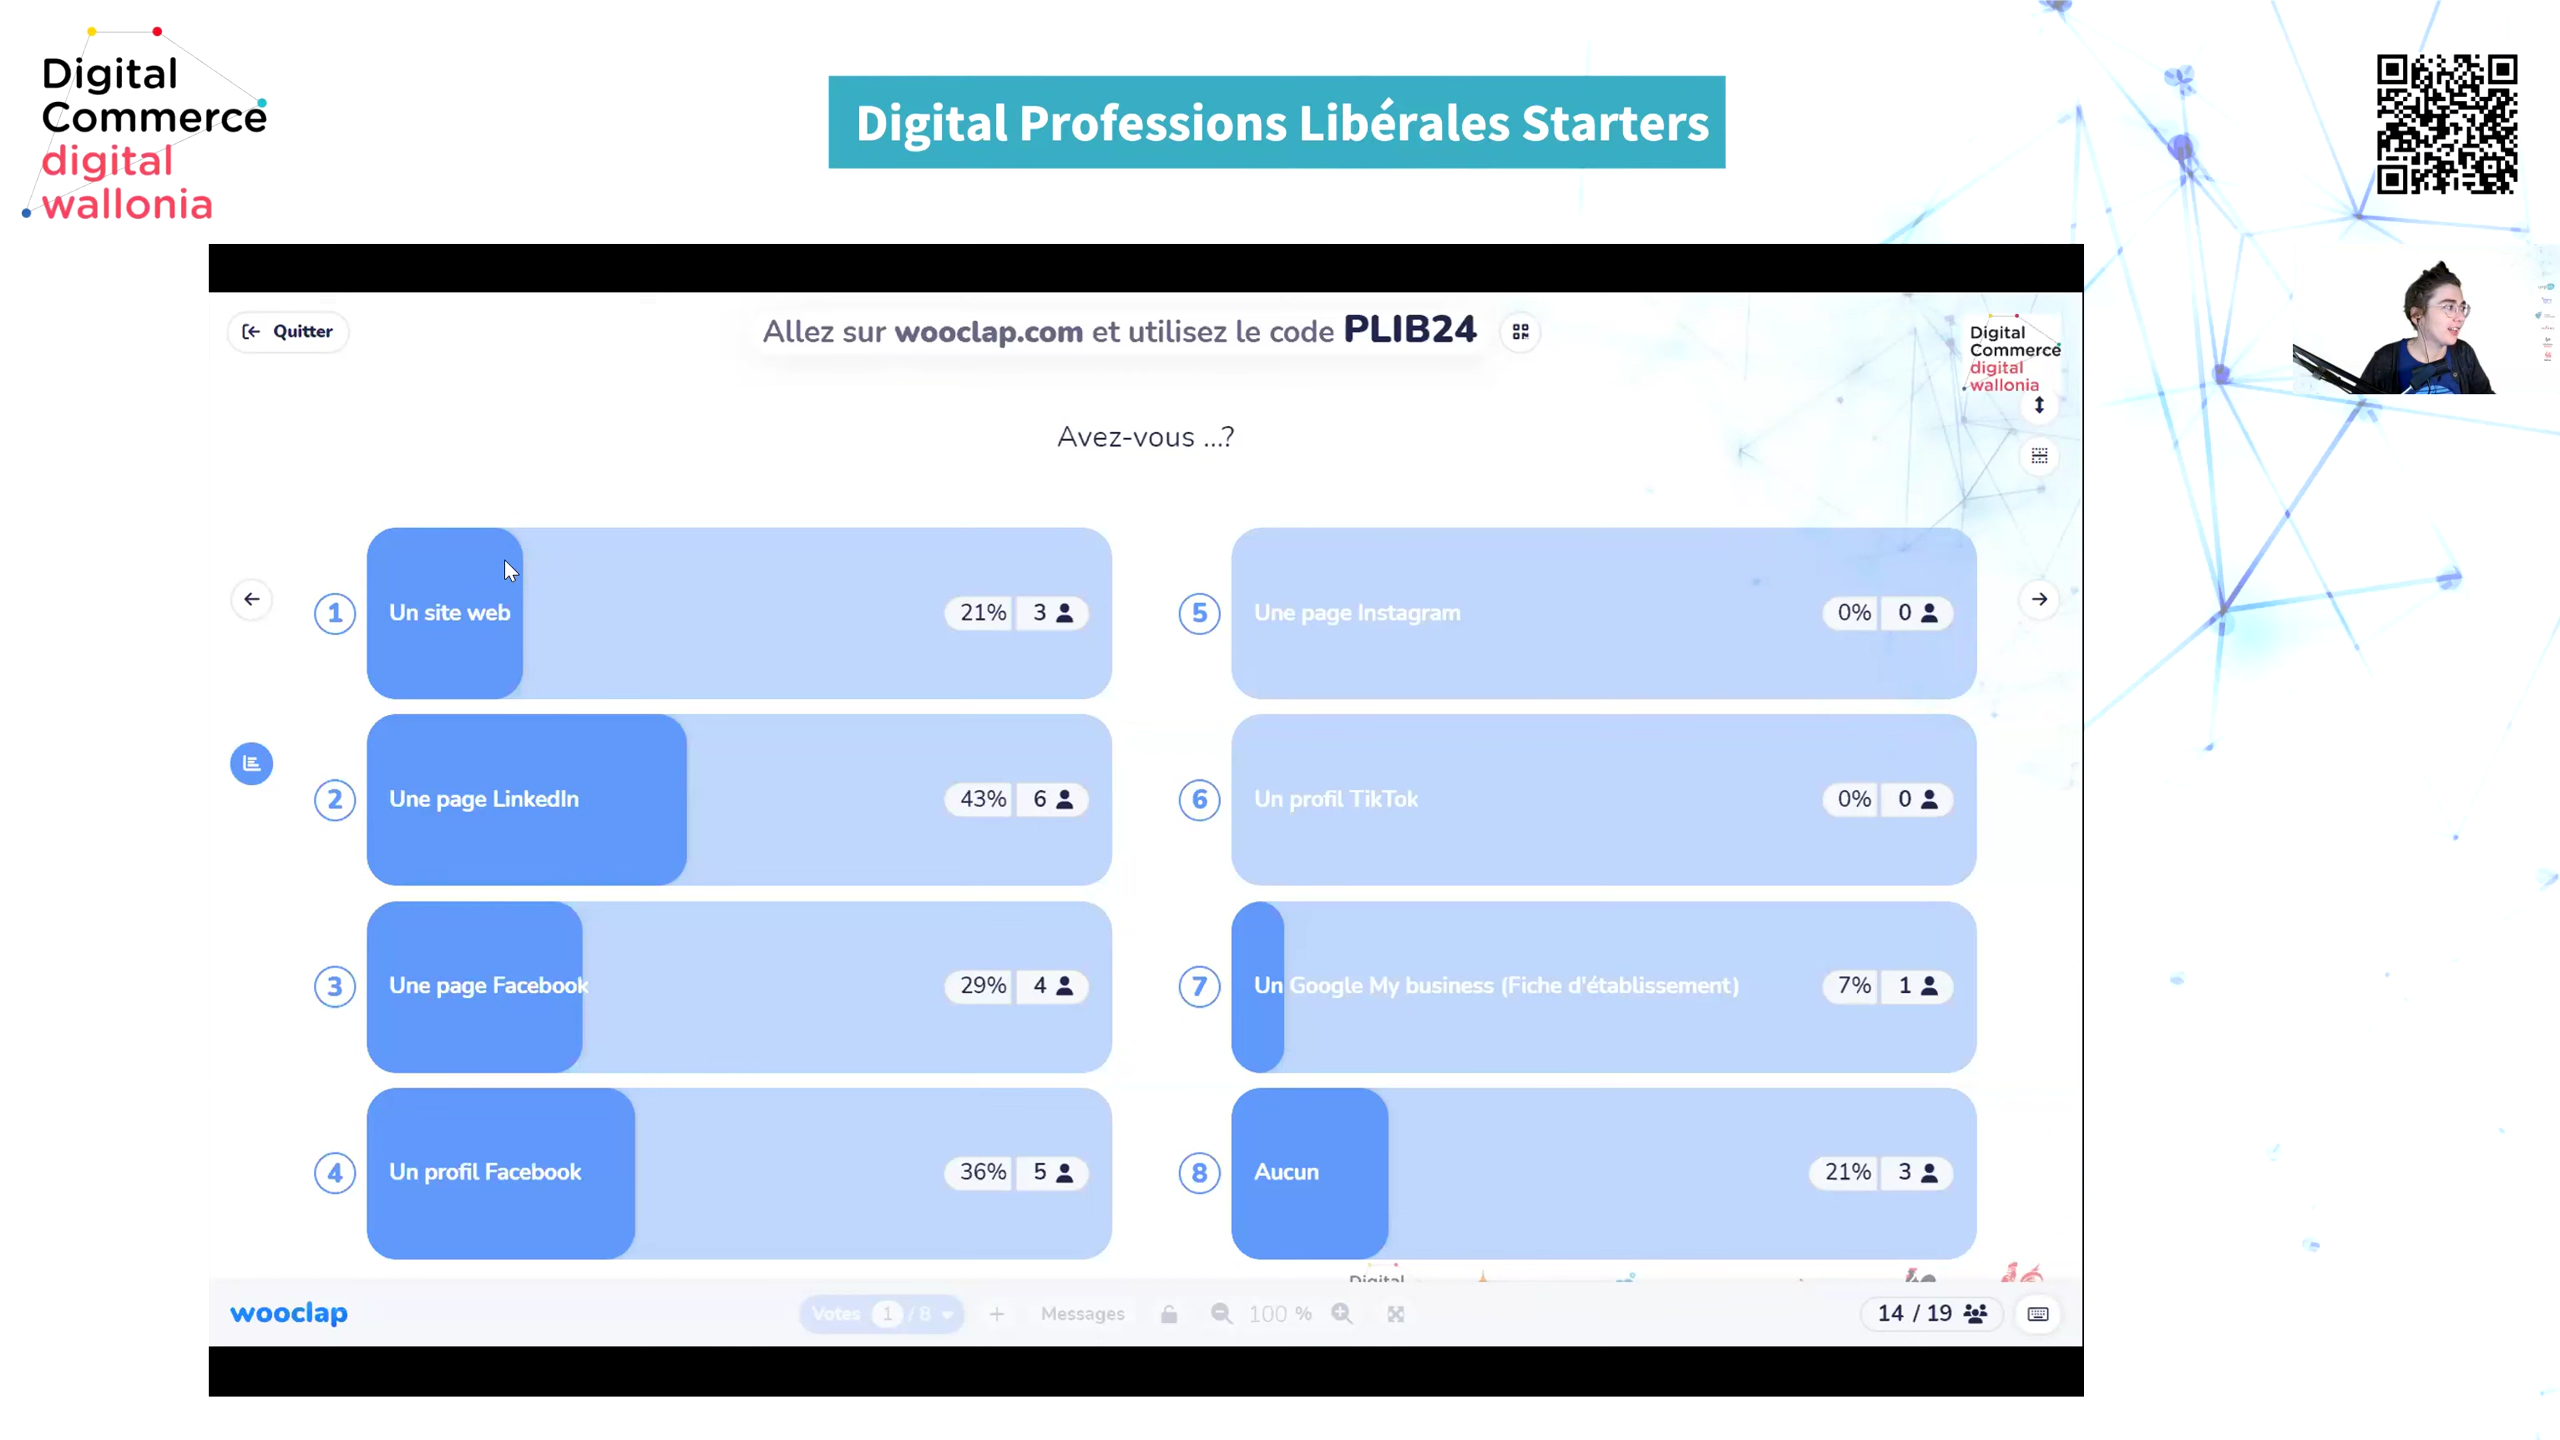 Digital
Commerce
digital
wallonia
Digital Professions Libérales Starters
Quitter
Allez sur wooclap.com et utilisez le code PLIB24
Digital
Commerce
digital
wallonia
Avez-vous ...?
1 Un site web 21% 3
2 Une page LinkedIn 43% 6
3 Une page Facebook 29% 4
4 Un profil Facebook 36% 5
5 Une page Instagram 0% 0
6 Un profil TikTok 0% 0
7 Un Google My business (Fiche d'établissement) 7% 1
8 Aucun 21% 3
Digital
wooclap
Votes 1 / 8
Messages
100 %
14 / 19